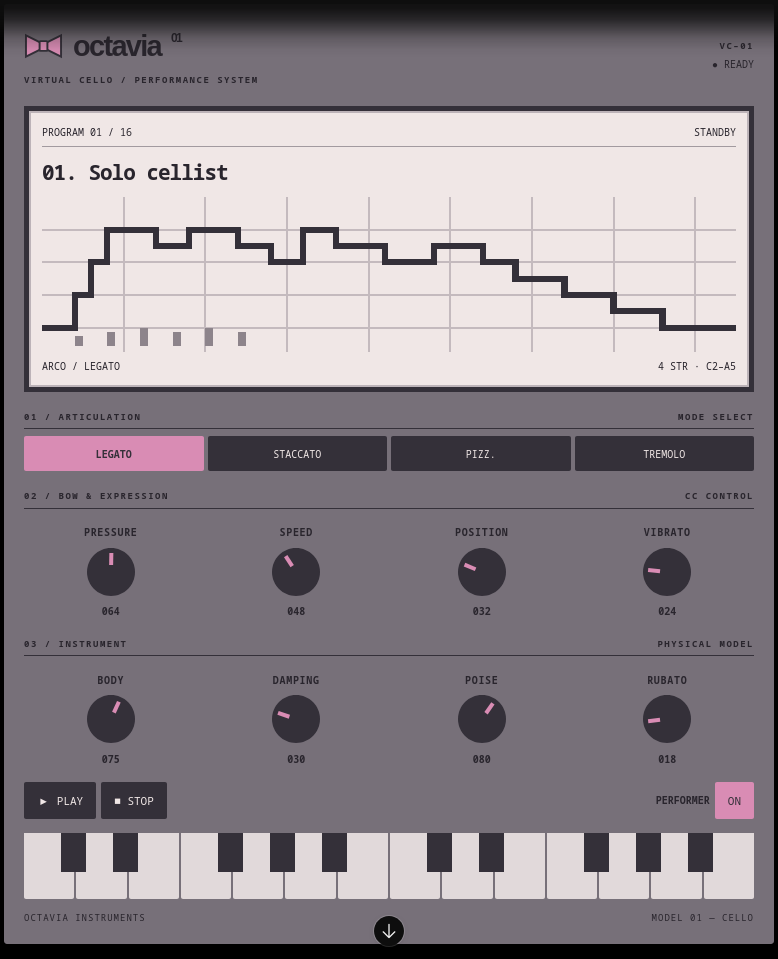 octavia 01
VC-01
● READY
VIRTUAL CELLO / PERFORMANCE SYSTEM
PROGRAM 01 / 16
STANDBY
01. Solo cellist
ARCO / LEGATO
4 STR · C2–A5
01 / ARTICULATION
MODE SELECT
LEGATO
STACCATO
PIZZ.
TREMOLO
02 / BOW & EXPRESSION
CC CONTROL
PRESSURE
SPEED
POSITION
VIBRATO
064
048
032
024
03 / INSTRUMENT
PHYSICAL MODEL
BODY
DAMPING
POISE
RUBATO
075
030
080
018
► PLAY
■ STOP
PERFORMER
ON
OCTAVIA INSTRUMENTS
MODEL 01 — CELLO